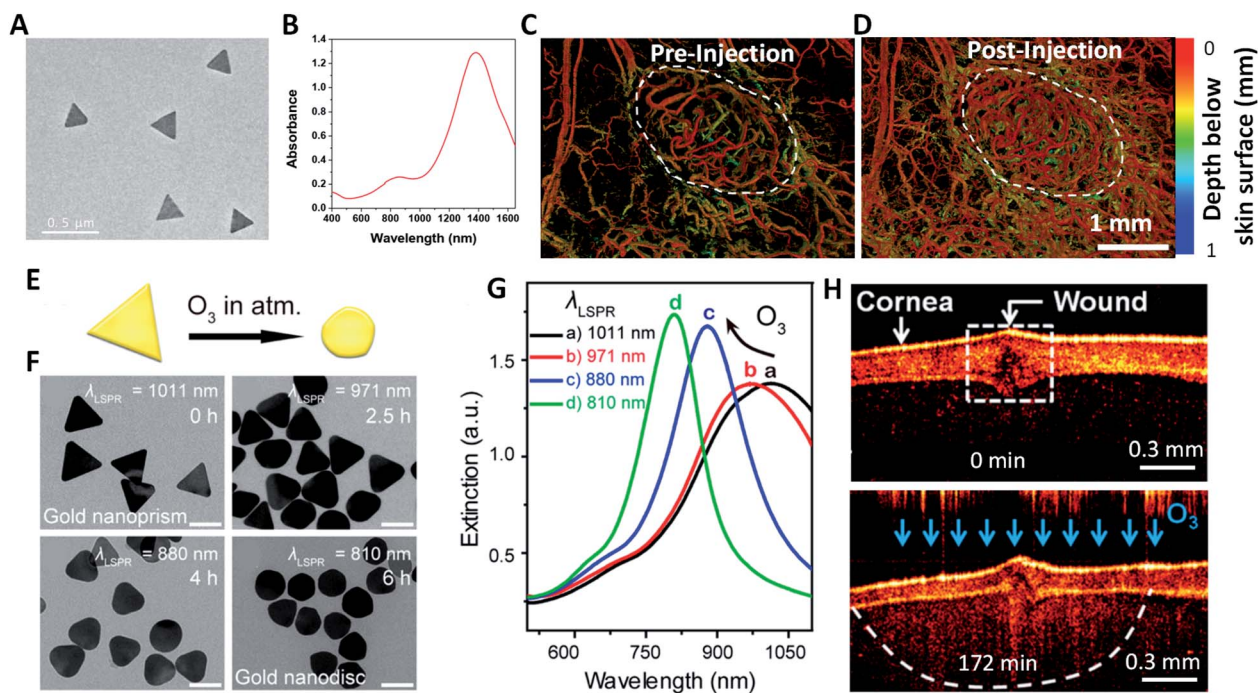 A
B
C
D
0.5 μm
1.4
1.2
1.0
0.8
0.6
0.4
0.2
0.0
Absorbance
400 600 800 1000 1200 1400 1600
Wavelength (nm)
Pre-Injection
Post-Injection
1 mm
0
1
Depth below
skin surface (mm)
E
O₃ in atm.
F
λLSPR = 1011 nm
0 h
Gold nanoprism
λLSPR = 971 nm
2.5 h
λLSPR = 880 nm
4 h
λLSPR = 810 nm
6 h
Gold nanodisc
G
λLSPR
a) 1011 nm
b) 971 nm
c) 880 nm
d) 810 nm
d
c
b
a
O₃
1.5
1.0
0.5
Extinction (a.u.)
600 750 900 1050
Wavelength (nm)
H
Cornea
Wound
0 min
0.3 mm
O₃
172 min
0.3 mm